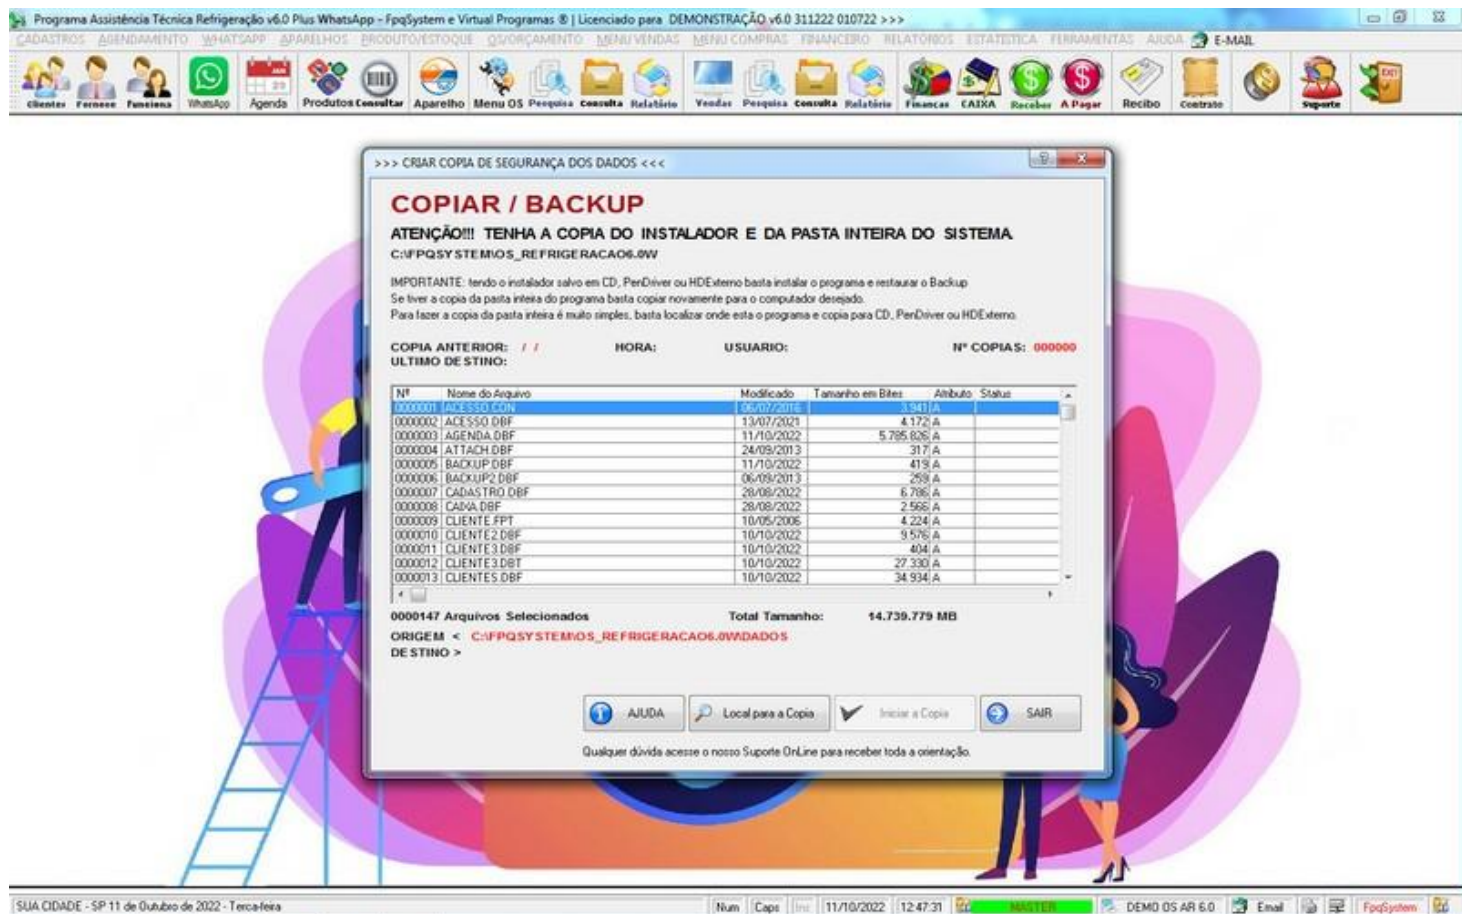 Programa Assistência Técnica Refrigeração v6.0 Plus WhatsApp - FpqSystem e Virtual Programas ® | Licenciado para DEMONSTRAÇÃO v6.0 311222 010722 >>>
CADASTROS AGENDAMENTO WHATSAPP APARELHOS PRODUTO/ESTOQUE OS/ORÇAMENTO MENU VENDAS MENU COMPRAS FINANCEIRO RELATÓRIOS ESTATISTICA FERRAMENTAS AJUDA E-MAIL
Clientes Fornece Funciona WhatsApp Agenda Produtos Consultar Aparelho Menu OS Pesquisa Consulta Relatório Vendas Pesquisa Consulta Relatório Finanças CAIXA Receber A Pagar Recibo Contrato Suporte
>>> CRIAR COPIA DE SEGURANÇA DOS DADOS <<<
COPIAR / BACKUP
ATENÇÃO!!! TENHA A COPIA DO INSTALADOR E DA PASTA INTEIRA DO SISTEMA.
C:\FPQSYSTEM\OS_REFRIGERACAO6.0W
IMPORTANTE: tendo o instalador salvo em CD, PenDriver ou HDExterno basta instalar o programa e restaurar o Backup
Se tiver a copia da pasta inteira do programa basta copiar novamente para o computador desejado.
Para fazer a copia da pasta inteira é muito simples, basta localizar onde esta o programa e copia para CD, PenDriver ou HDExterno.
COPIA ANTERIOR: / / HORA: USUARIO: Nº COPIAS: 000000
ULTIMO DESTINO:
Nº Nome do Arquivo Modificado Tamanho em Bites Atributo Status
0000001 ACESSO.CON 06/07/2016 3.941 A
0000002 ACESSO.DBF 13/07/2021 4.172 A
0000003 AGENDA.DBF 11/10/2022 5.785.826 A
0000004 ATTACH.DBF 24/09/2013 317 A
0000005 BACKUP.DBF 11/10/2022 419 A
0000006 BACKUP2.DBF 06/09/2013 259 A
0000007 CADASTRO.DBF 28/08/2022 6.786 A
0000008 CAIXA.DBF 28/08/2022 2.566 A
0000009 CLIENTE.FPT 10/05/2006 4.224 A
0000010 CLIENTE2.DBF 10/10/2022 9.576 A
0000011 CLIENTE3.DBF 10/10/2022 404 A
0000012 CLIENTE3.DBT 10/10/2022 27.330 A
0000013 CLIENTES.DBF 10/10/2022 34.934 A
0000147 Arquivos Selecionados Total Tamanho: 14.739.779 MB
ORIGEM < C:\FPQSYSTEM\OS_REFRIGERACAO6.0W\DADOS
DESTINO >
AJUDA Local para a Copia Iniciar a Copia SAIR
Qualquer dúvida acesse o nosso Suporte OnLine para receber toda a orientação.
SUA CIDADE - SP 11 de Outubro de 2022 - Terca-feira Num Caps Ins 11/10/2022 12:47:31 MASTER DEMO OS AR 6.0 Email FpqSystem